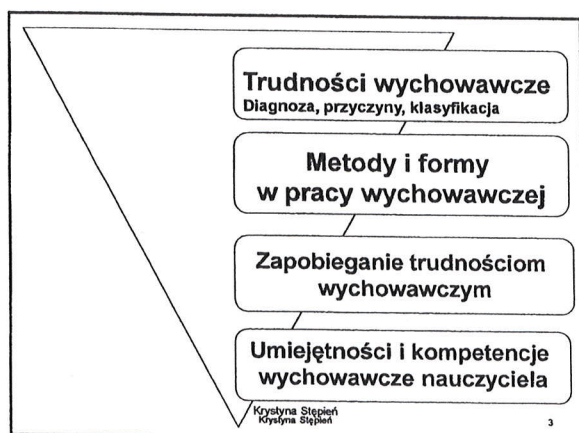 Trudności wychowawcze
Diagnoza, przyczyny, klasyfikacja
Metody i formy
w pracy wychowawczej
Zapobieganie trudnościom
wychowawczym
Umiejętności i kompetencje
wychowawcze nauczyciela
Krystyna Stępień
Krystyna Stępień
3